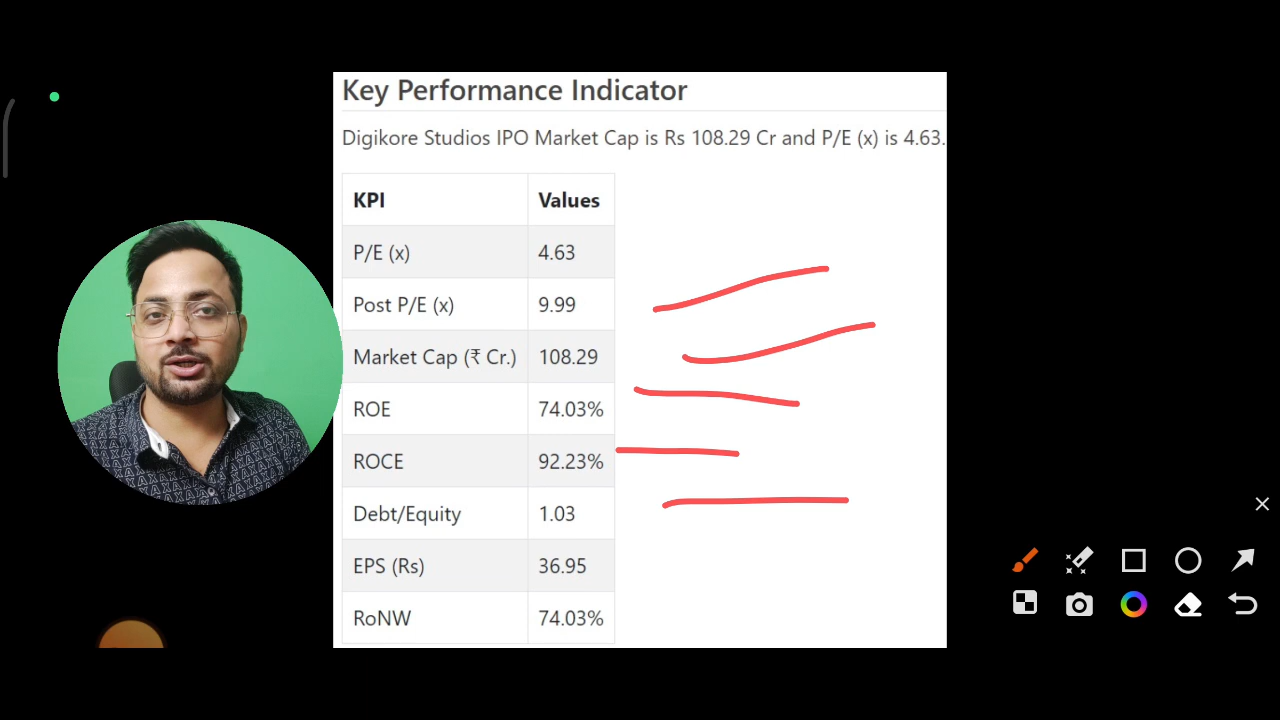 Key Performance Indicator
Digikore Studios IPO Market Cap is Rs 108.29 Cr and P/E (x) is 4.63.
KPI Values
P/E (x) 4.63
Post P/E (x) 9.99
Market Cap (₹ Cr.) 108.29
ROE 74.03%
ROCE 92.23%
Debt/Equity 1.03
EPS (Rs) 36.95
RoNW 74.03%